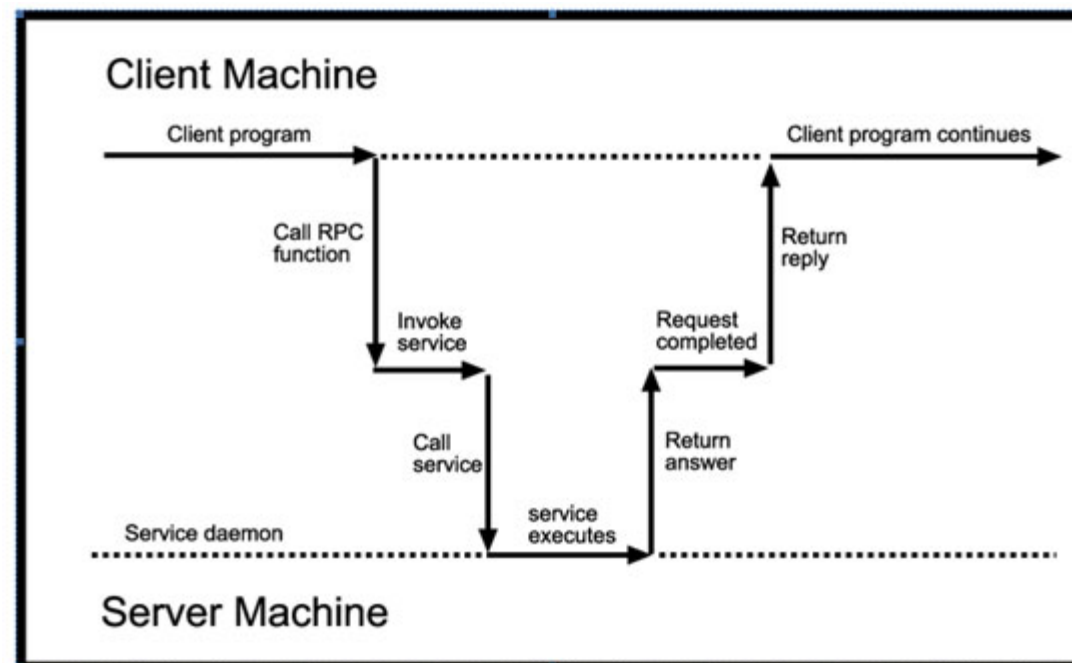 Client Machine
Client program
Client program continues
Call RPC
function
Return
reply
Invoke
service
Request
completed
Call
service
Return
answer
service
executes
Service daemon
Server Machine